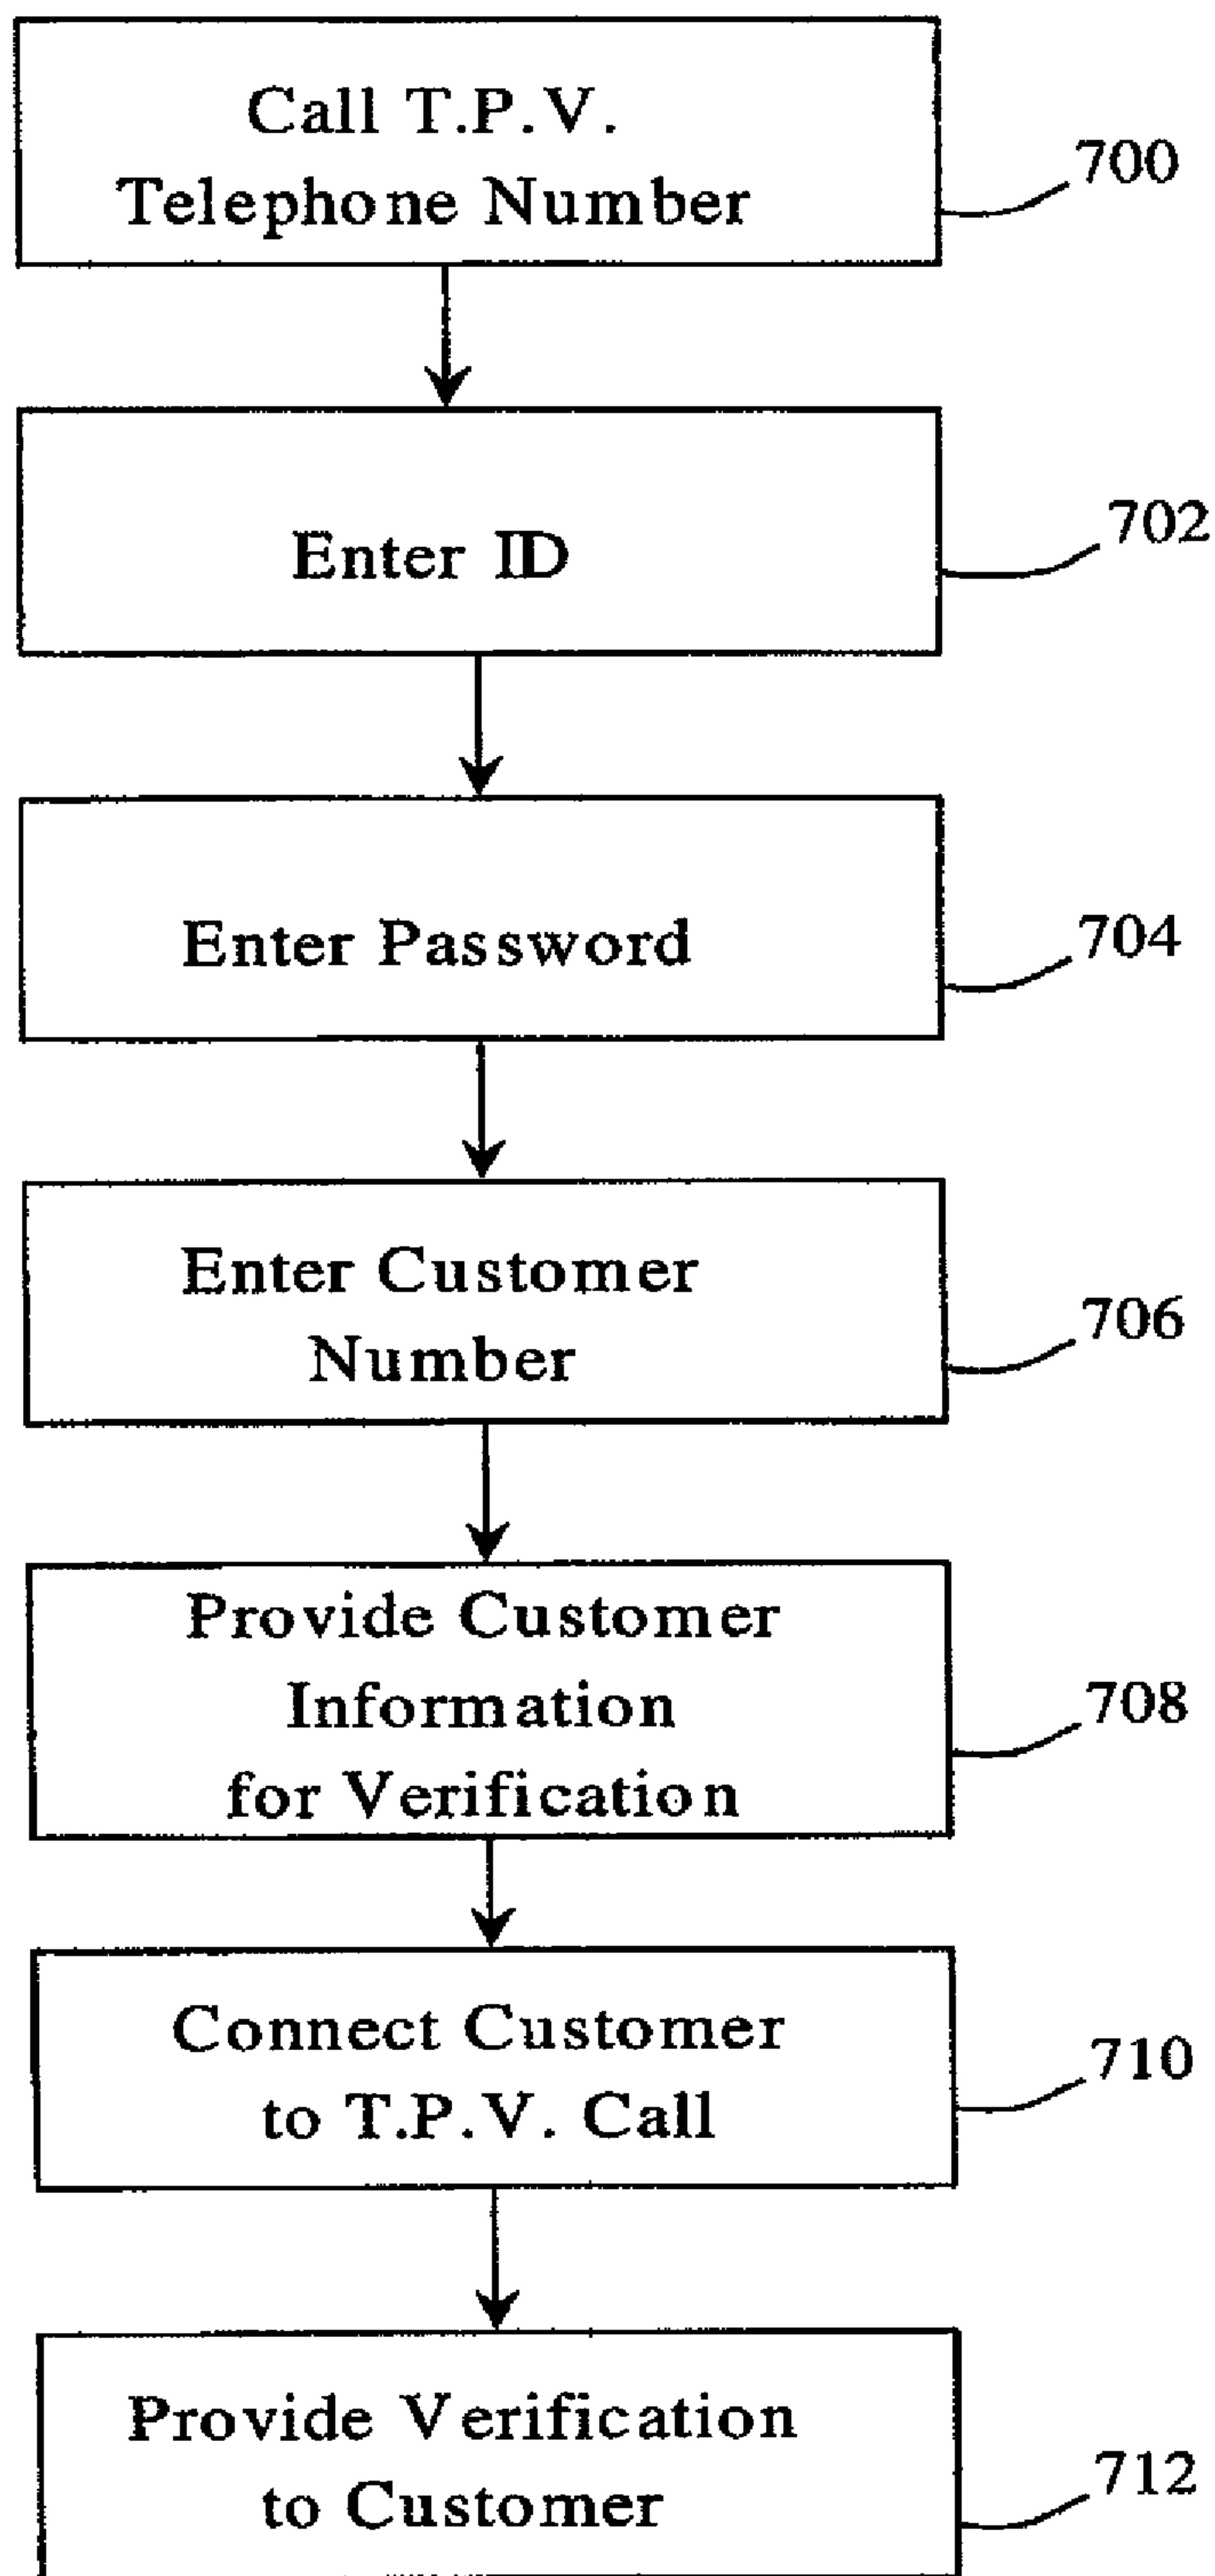 Call T.P.V.
Telephone Number
700
Enter ID
702
Enter Password
704
Enter Customer
Number
706
Provide Customer
Information
for Verification
708
Connect Customer
to T.P.V. Call
710
Provide Verification
to Customer
712